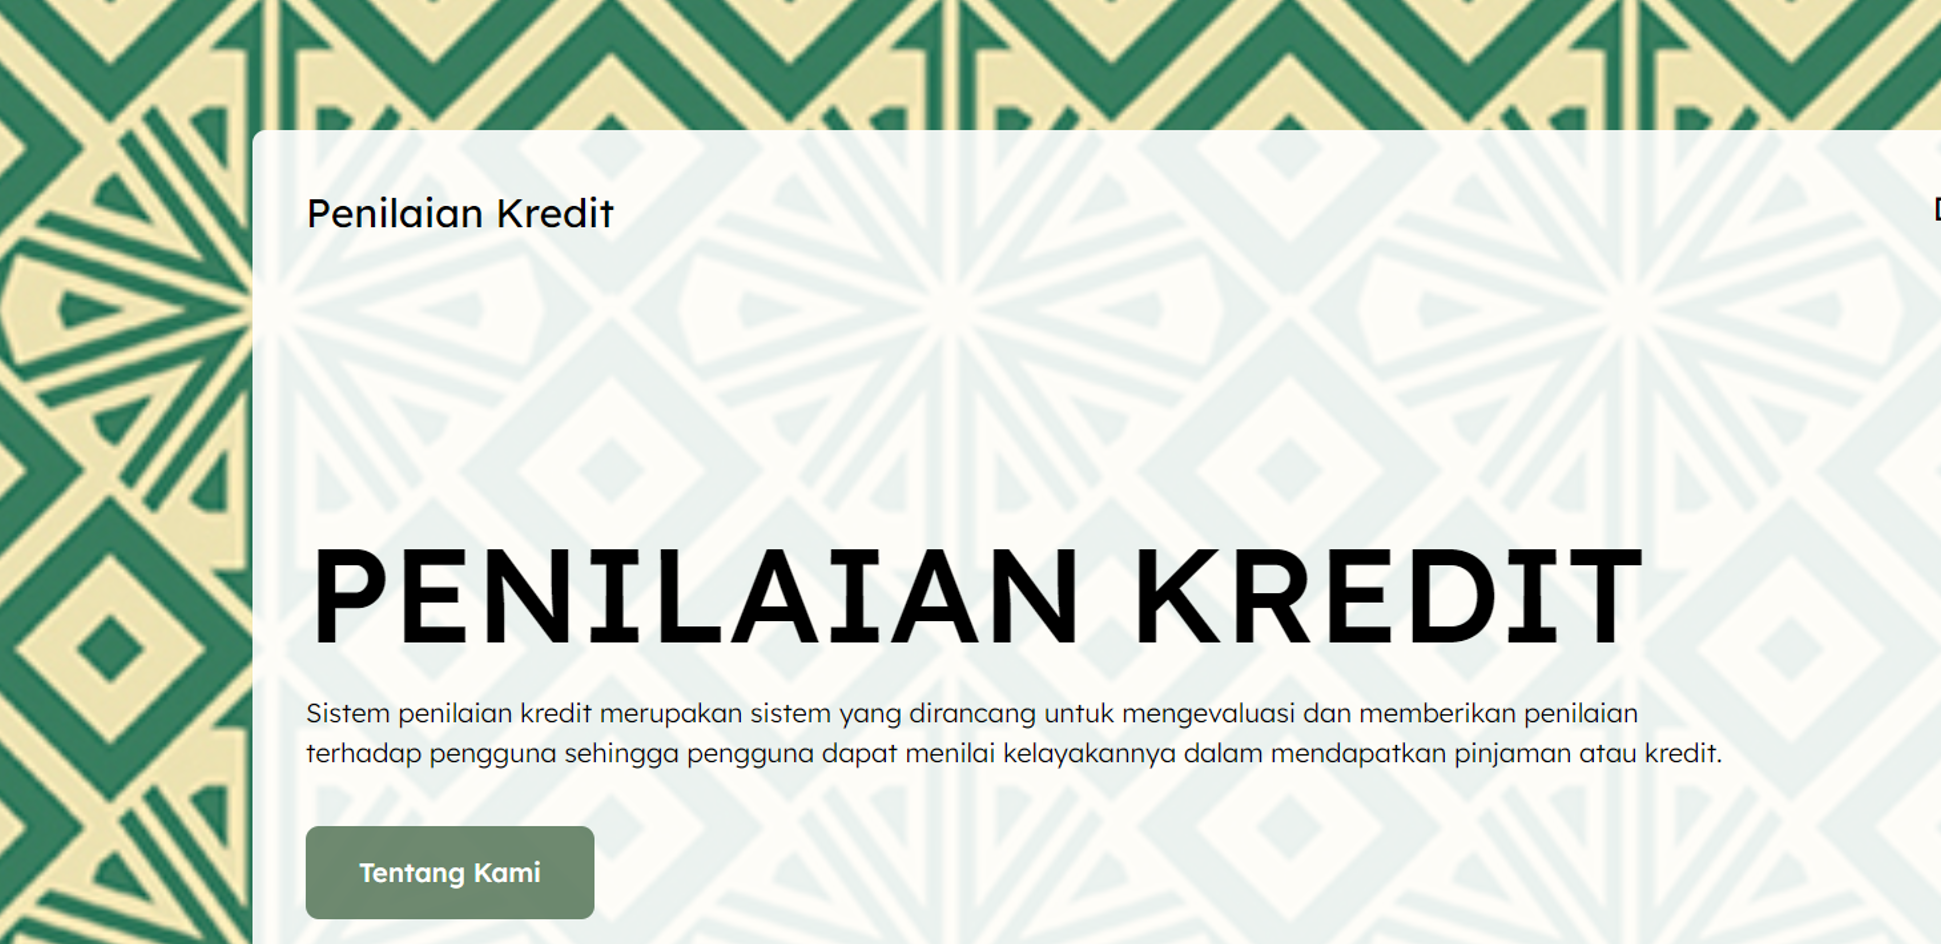 Penilaian Kredit
PENILAIAN KREDIT
Sistem penilaian kredit merupakan sistem yang dirancang untuk mengevaluasi dan memberikan penilaian
terhadap pengguna sehingga pengguna dapat menilai kelayakannya dalam mendapatkan pinjaman atau kredit.
Tentang Kami